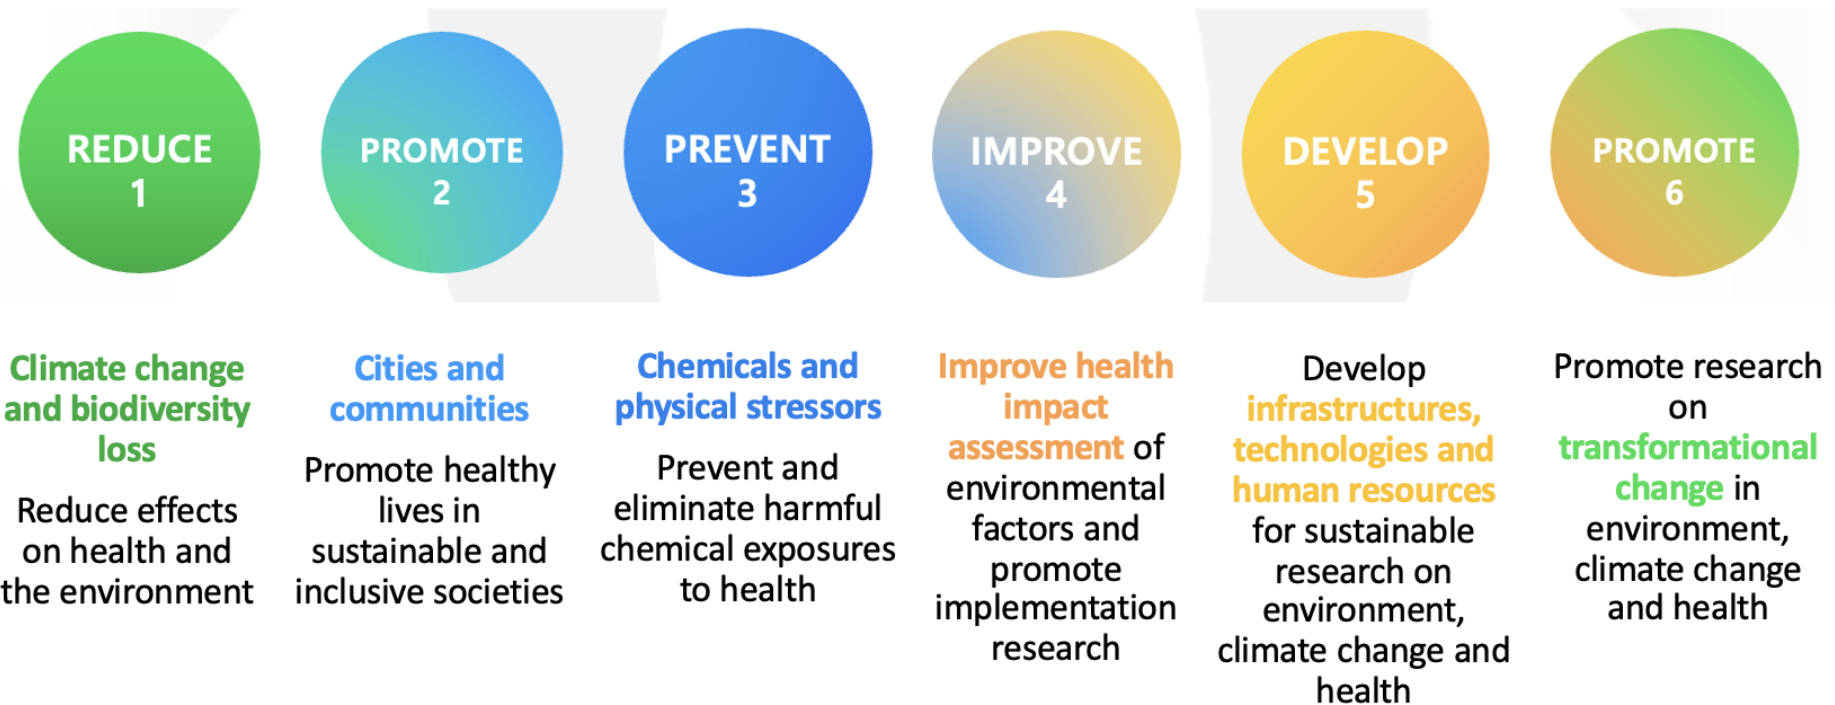 REDUCE
1
PROMOTE
2
PREVENT
3
IMPROVE
4
DEVELOP
5
PROMOTE
6
Climate change
and biodiversity
loss
Reduce effects
on health and
the environment
Cities and
communities
Promote healthy
lives in
sustainable and
inclusive societies
Chemicals and
physical stressors
Prevent and
eliminate harmful
chemical exposures
to health
Improve health
impact
assessment of
environmental
factors and
promote
implementation
research
Develop
infrastructures,
technologies and
human resources
for sustainable
research on
environment,
climate change and
health
Promote research
on
transformational
change in
environment,
climate change
and health